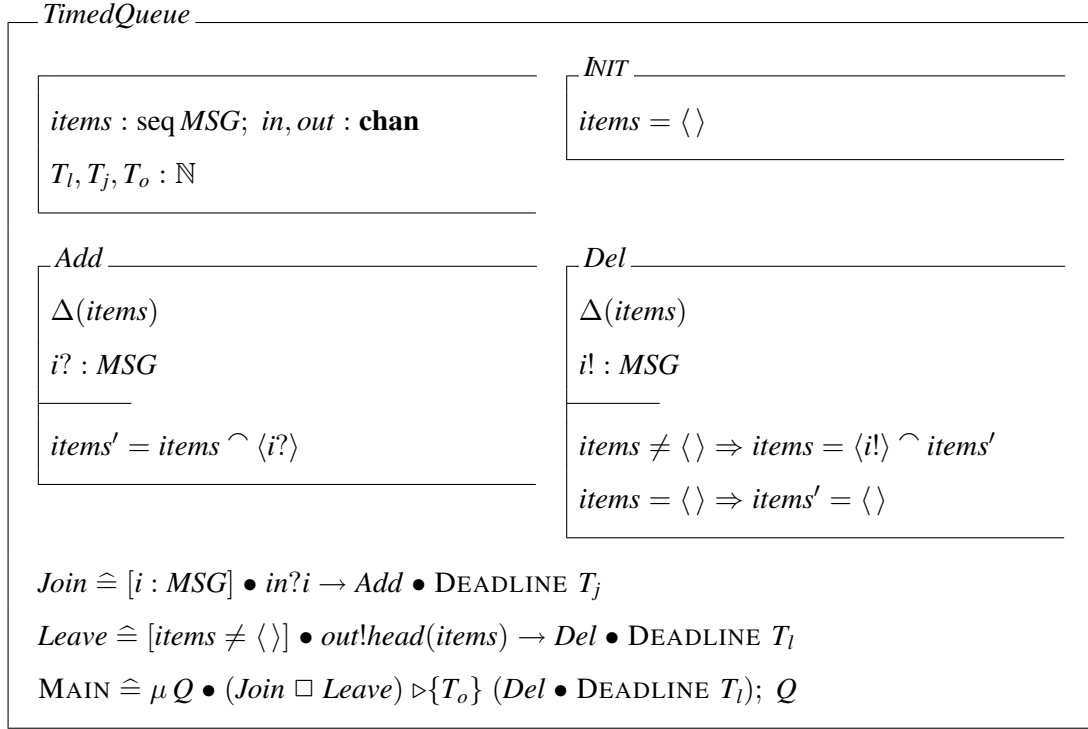 TimedQueue
items : seq MSG; in, out : chan
T_l, T_j, T_o : ℕ
INIT
items = ⟨ ⟩
Add
Δ(items)
i? : MSG
items′ = items ⌢ ⟨i?⟩
Del
Δ(items)
i! : MSG
items ≠ ⟨ ⟩ ⇒ items = ⟨i!⟩ ⌢ items′
items = ⟨ ⟩ ⇒ items′ = ⟨ ⟩
Join ≙ [i : MSG] • in?i → Add • DEADLINE T_j
Leave ≙ [items ≠ ⟨ ⟩] • out!head(items) → Del • DEADLINE T_l
MAIN ≙ μ Q • (Join □ Leave) ▷{T_o} (Del • DEADLINE T_l); Q